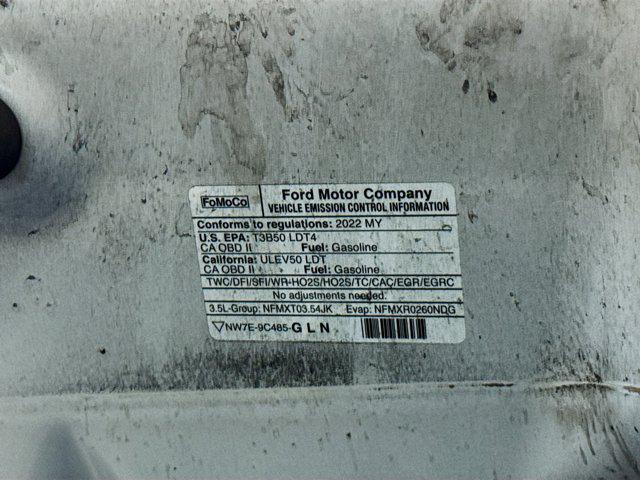 FoMoCo
Ford Motor Company
VEHICLE EMISSION CONTROL INFORMATION
Conforms to regulations: 2022 MY
U.S. EPA: T3B50 LDT4
CA OBD II Fuel: Gasoline
California: ULEV50 LDT
CA OBD II Fuel: Gasoline
TWC/DFI/SFI/WR-HO2S/HO2S/TC/CAC/EGR/EGRC
No adjustments needed.
3.5L-Group: NFMXT03.54JK Evap: NFMXR0260NDG
NW7E-9C485-GLN